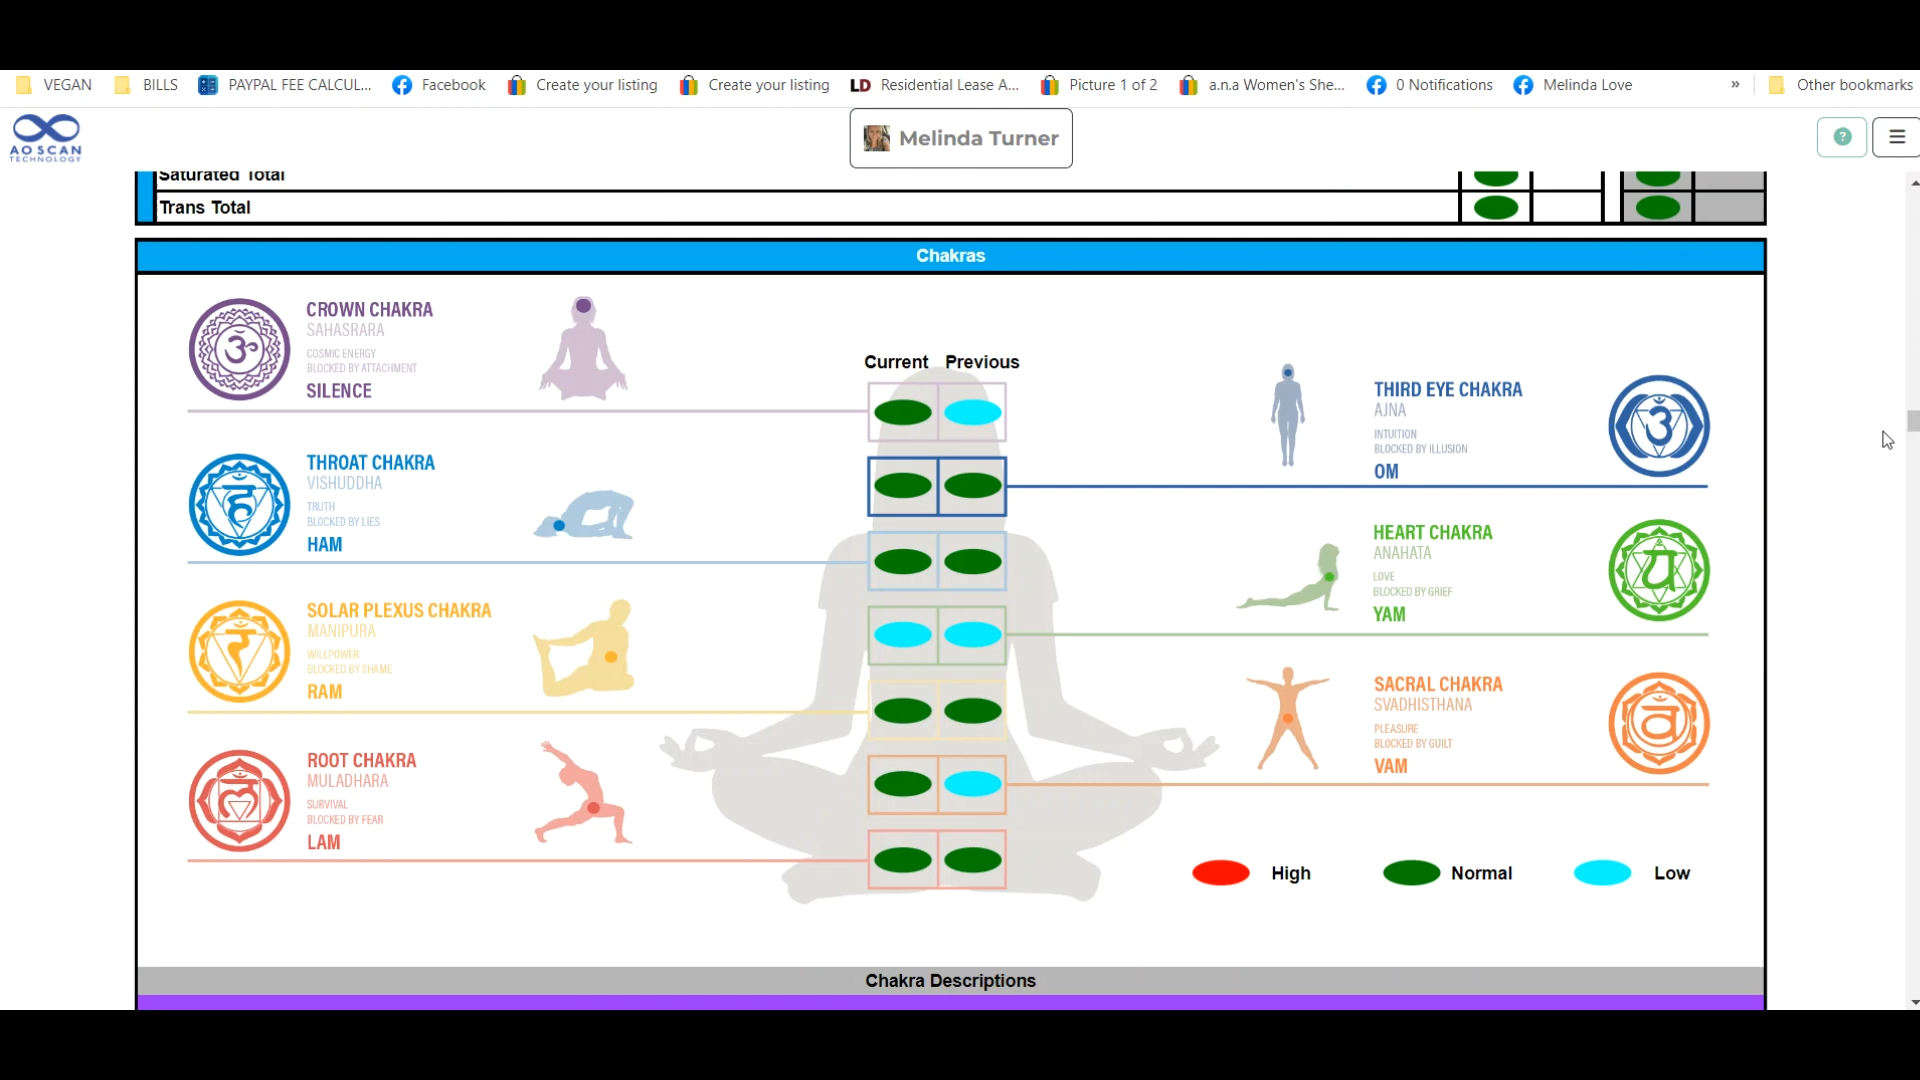 VEGAN
BILLS
PAYPAL FEE CALCUL...
Facebook
Create your listing
Create your listing
LD Residential Lease A...
Picture 1 of 2
a.n.a Women's She...
0 Notifications
Melinda Love
»
Other bookmarks
AO SCAN
TECHNOLOGY
Melinda Turner
?
Saturated Total
Trans Total
Chakras
CROWN CHAKRA
SAHASRARA
COSMIC ENERGY
BLOCKED BY ATTACHMENT
SILENCE
ॐ
Current Previous
THIRD EYE CHAKRA
AJNA
INTUITION
BLOCKED BY ILLUSION
OM
THROAT CHAKRA
VISHUDDHA
TRUTH
BLOCKED BY LIES
HAM
HEART CHAKRA
ANAHATA
LOVE
BLOCKED BY GRIEF
YAM
SOLAR PLEXUS CHAKRA
MANIPURA
WILLPOWER
BLOCKED BY SHAME
RAM
SACRAL CHAKRA
SVADHISTHANA
PLEASURE
BLOCKED BY GUILT
VAM
ROOT CHAKRA
MULADHARA
SURVIVAL
BLOCKED BY FEAR
LAM
High Normal Low
Chakra Descriptions